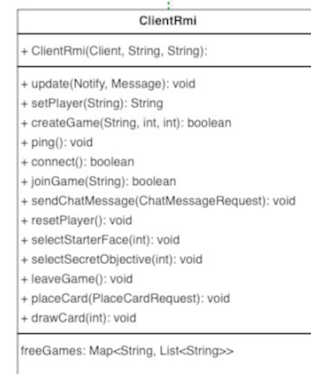 ClientRmi
+ ClientRmi(Client, String, String):
+ update(Notify, Message): void
+ setPlayer(String): String
+ createGame(String, int, int): boolean
+ ping(): void
+ connect(): boolean
+ joinGame(String): boolean
+ sendChatMessage(ChatMessageRequest): void
+ resetPlayer(): void
+ selectStarterFace(int): void
+ selectSecretObjective(int): void
+ leaveGame(): void
+ placeCard(PlaceCardRequest): void
+ drawCard(int): void
freeGames: Map<String, List<String>>